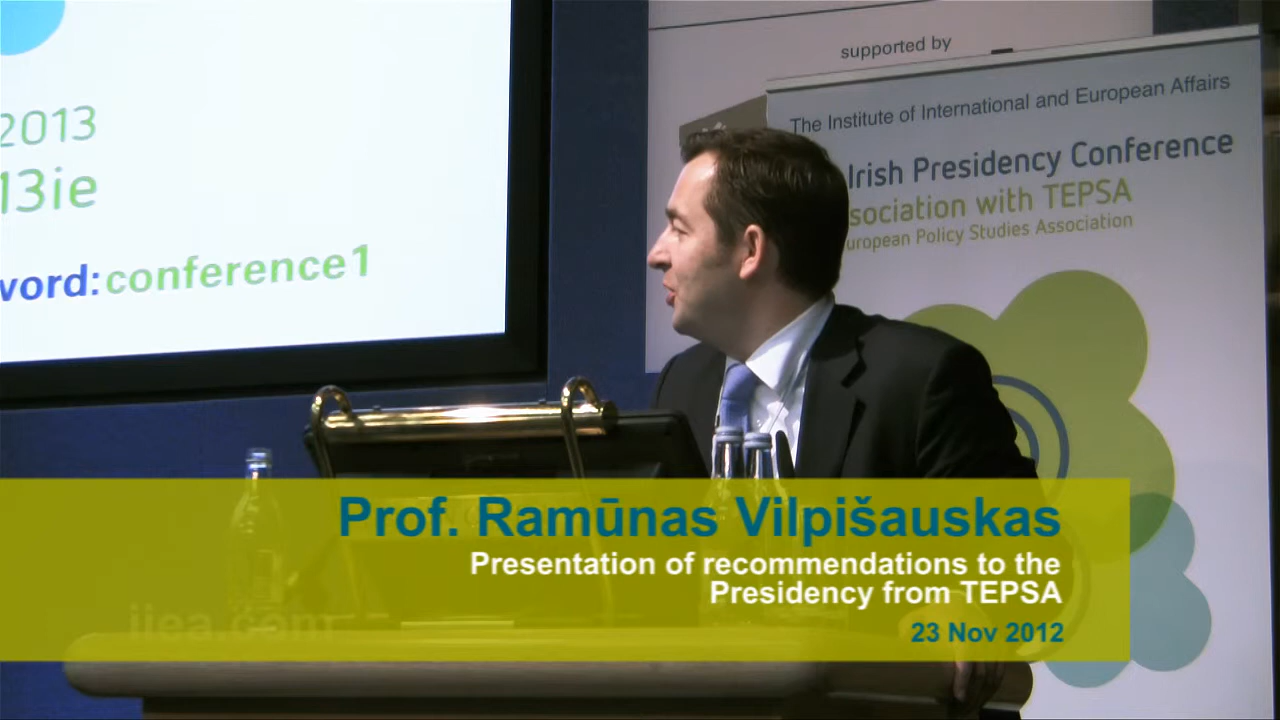 2013
13ie
word:conference1
supported by
The Institute of International and European Affairs
Irish Presidency Conference
sociation with TEPSA
uropean Policy Studies Association
Prof. Ramūnas Vilpišauskas
Presentation of recommendations to the
Presidency from TEPSA
23 Nov 2012
iiea.com